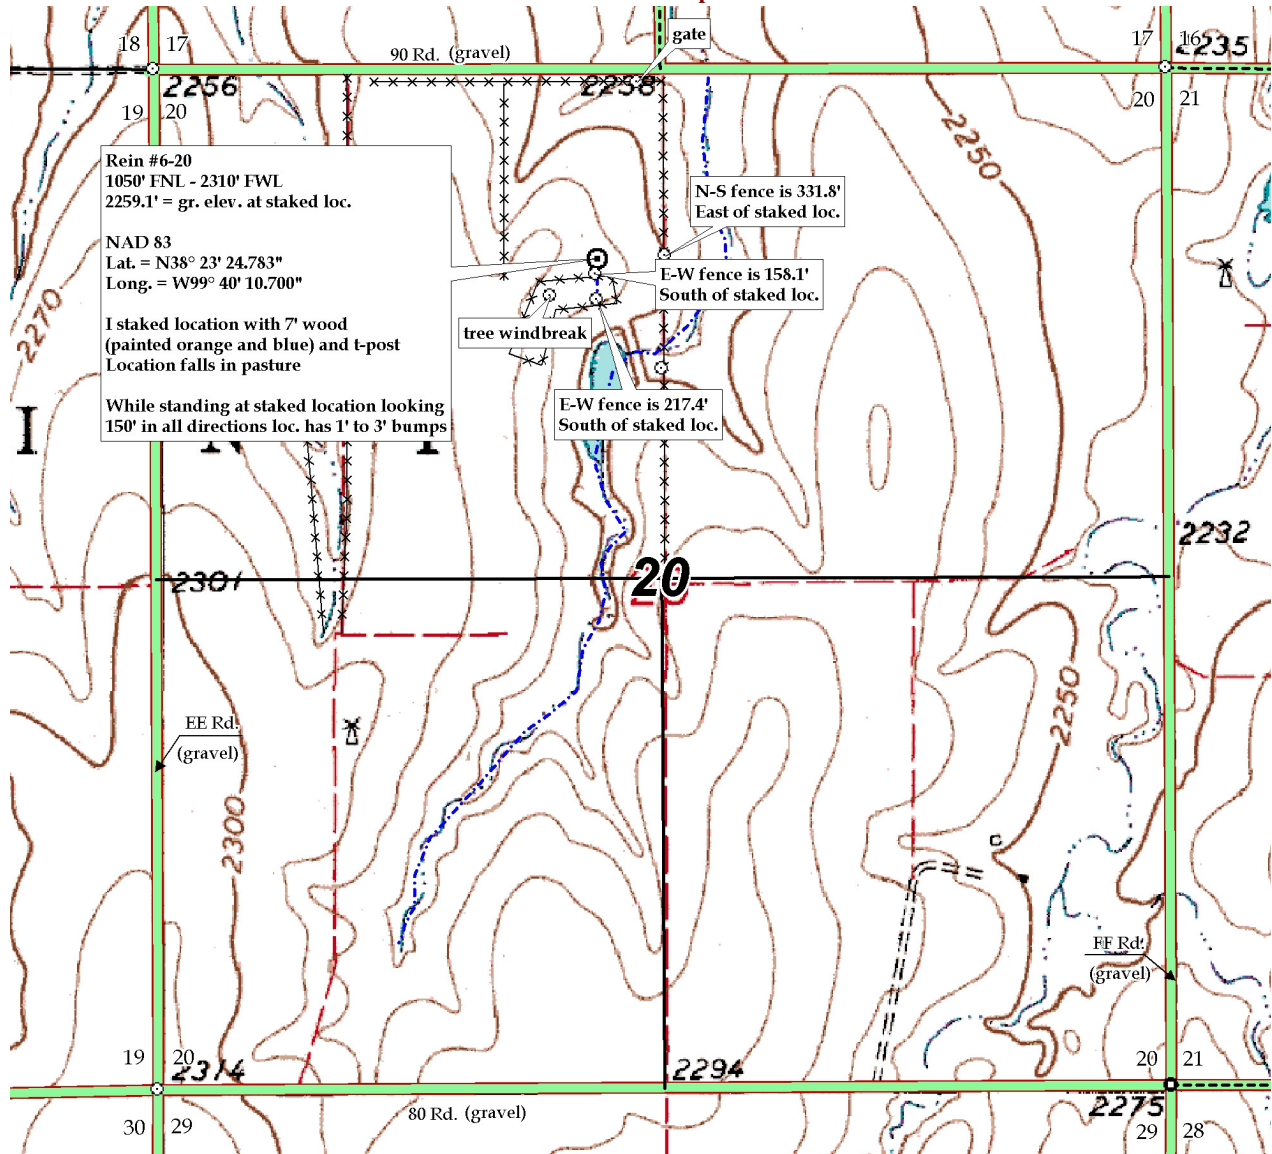 gate
18 17
90 Rd. (gravel)
17 16
2235
2256
2258
19 20
20 21
2250
Rein #6-20
1050' FNL - 2310' FWL
2259.1' = gr. elev. at staked loc.
NAD 83
Lat. = N38° 23' 24.783"
Long. = W99° 40' 10.700"
I staked location with 7' wood
(painted orange and blue) and t-post
Location falls in pasture
While standing at staked location looking
150' in all directions loc. has 1' to 3' bumps
N-S fence is 331.8'
East of staked loc.
E-W fence is 158.1'
South of staked loc.
2270
tree windbreak
E-W fence is 217.4'
South of staked loc.
I
2232
2301
20
2250
EE Rd.
(gravel)
2300
C
FF Rd.
(gravel)
19 20
2314
2294
20 21
2275
80 Rd. (gravel)
30 29
29 28